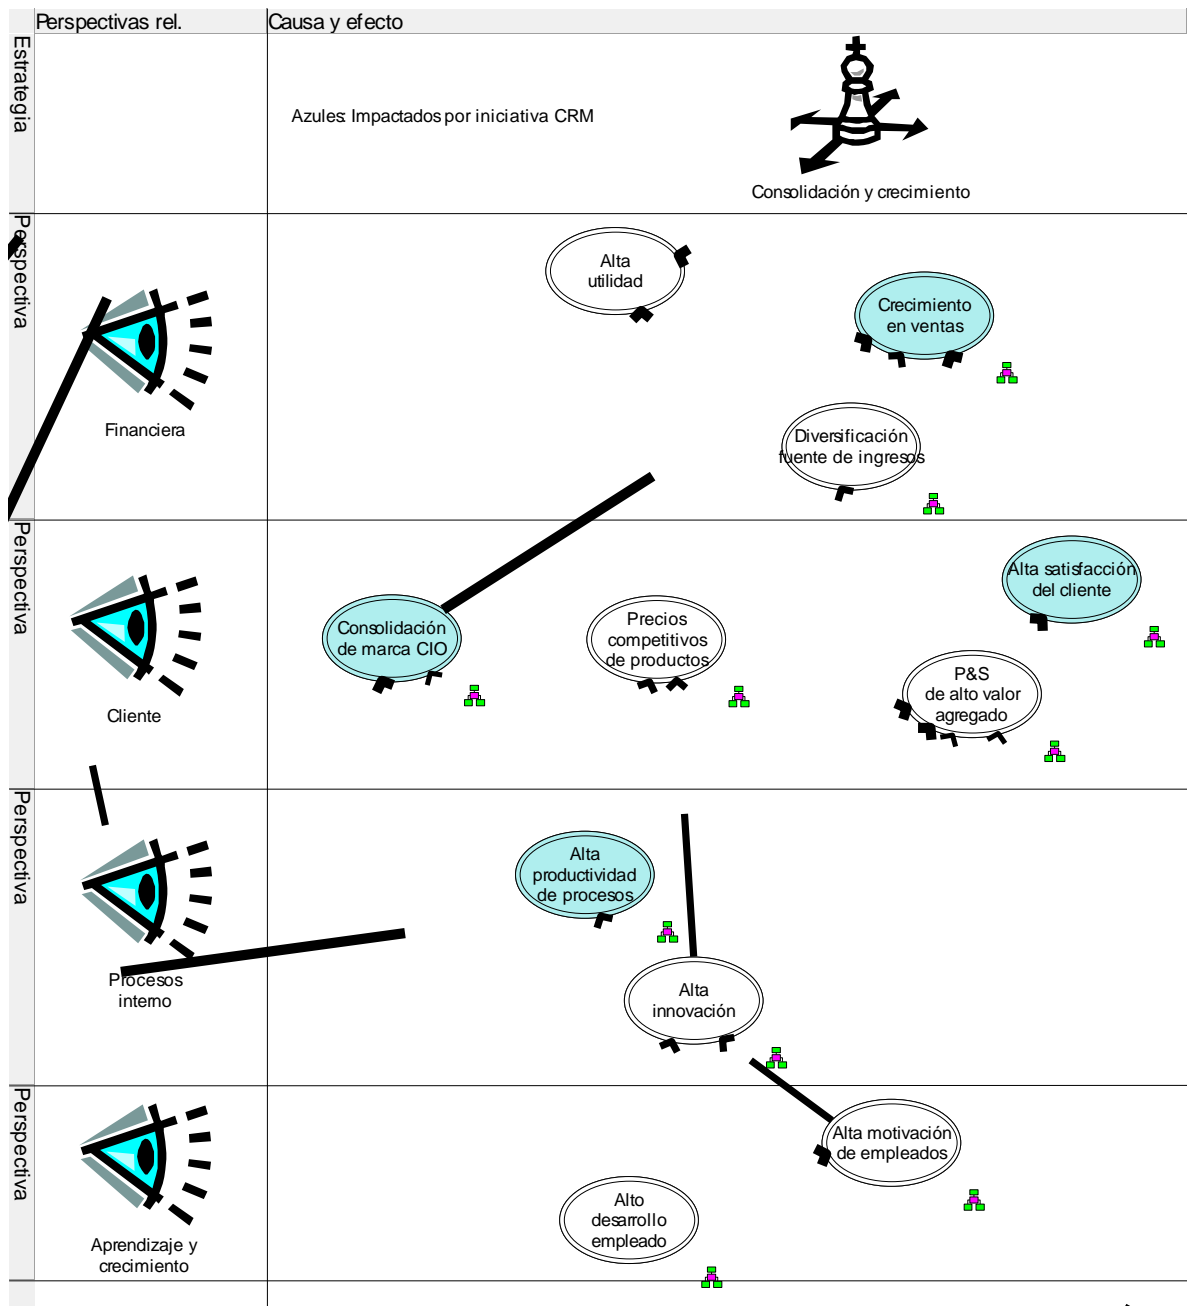 Perspectivas rel.
Causa y efecto
Estrategia
Azules: Impactados por iniciativa CRM
Consolidación y crecimiento
Perspectiva
Financiera
Alta
utilidad
Crecimiento
en ventas
Diversificación
fuente de ingresos
Perspectiva
Cliente
Consolidación
de marca CIO
Precios
competitivos
de productos
Alta satisfacción
del cliente
P&S
de alto valor
agregado
Perspectiva
Procesos
interno
Alta
productividad
de procesos
Alta
innovación
Perspectiva
Aprendizaje y
crecimiento
Alta motivación
de empleados
Alto
desarrollo
empleado